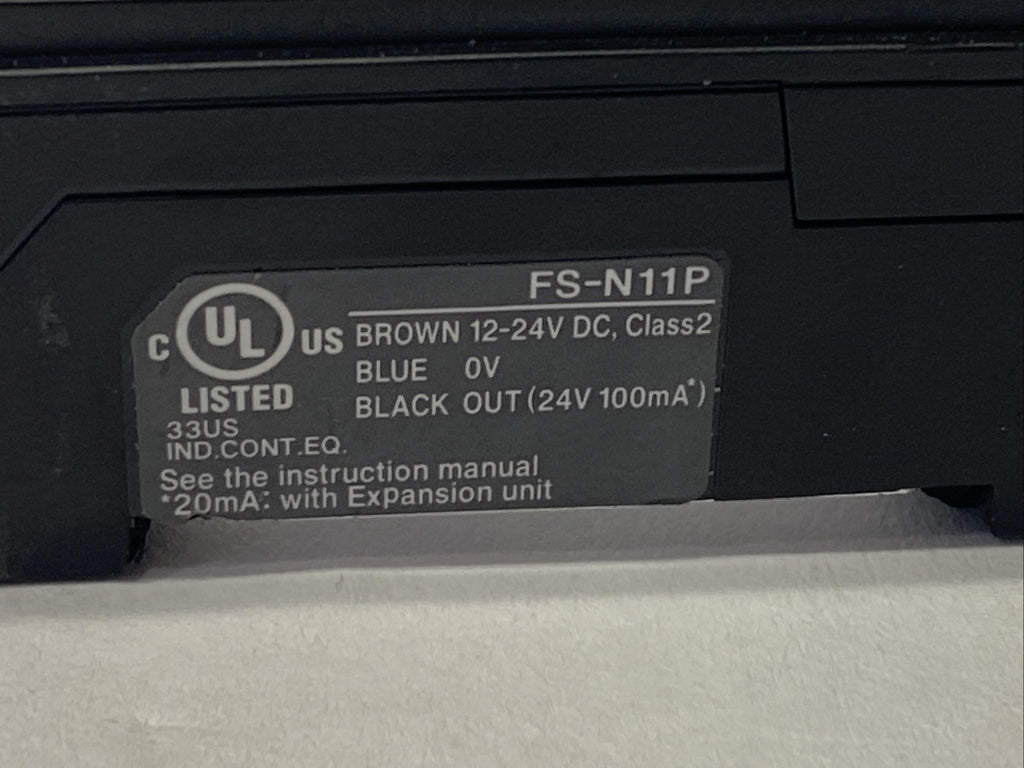 FS-N11P
C UL US
LISTED
33US
IND.CONT.EQ.
BROWN 12-24V DC, Class2
BLUE 0V
BLACK OUT (24V 100mA*)
See the instruction manual
*20mA: with Expansion unit